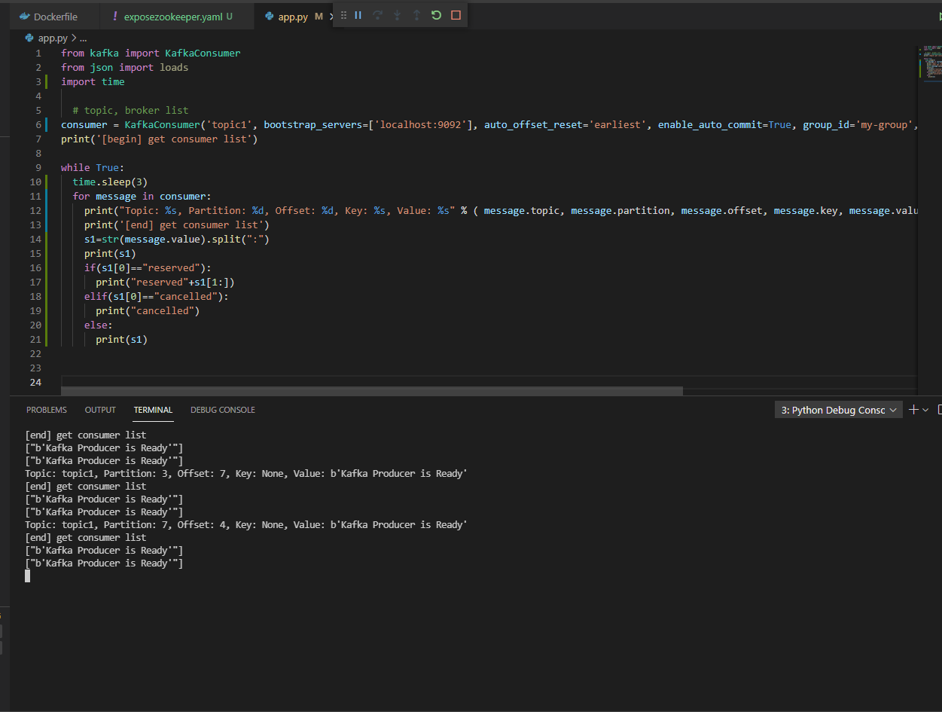 Dockerfile
! exposezookeeper.yaml U
app.py M
app.py > ...
1 from kafka import KafkaConsumer
2 from json import loads
3 import time
4
5 # topic, broker list
6 consumer = KafkaConsumer('topic1', bootstrap_servers=['localhost:9092'], auto_offset_reset='earliest', enable_auto_commit=True, group_id='my-group',
7 print('[begin] get consumer list')
8
9 while True:
10 time.sleep(3)
11 for message in consumer:
12 print("Topic: %s, Partition: %d, Offset: %d, Key: %s, Value: %s" % ( message.topic, message.partition, message.offset, message.key, message.valu
13 print('[end] get consumer list')
14 s1=str(message.value).split(":")
15 print(s1)
16 if(s1[0]=="reserved"):
17 print("reserved"+s1[1:])
18 elif(s1[0]=="cancelled"):
19 print("cancelled")
20 else:
21 print(s1)
22
23
24
PROBLEMS OUTPUT TERMINAL DEBUG CONSOLE
3: Python Debug Consc
[end] get consumer list
["b'Kafka Producer is Ready'"]
["b'Kafka Producer is Ready'"]
Topic: topic1, Partition: 3, Offset: 7, Key: None, Value: b'Kafka Producer is Ready'
[end] get consumer list
["b'Kafka Producer is Ready'"]
["b'Kafka Producer is Ready'"]
Topic: topic1, Partition: 7, Offset: 4, Key: None, Value: b'Kafka Producer is Ready'
[end] get consumer list
["b'Kafka Producer is Ready'"]
["b'Kafka Producer is Ready'"]